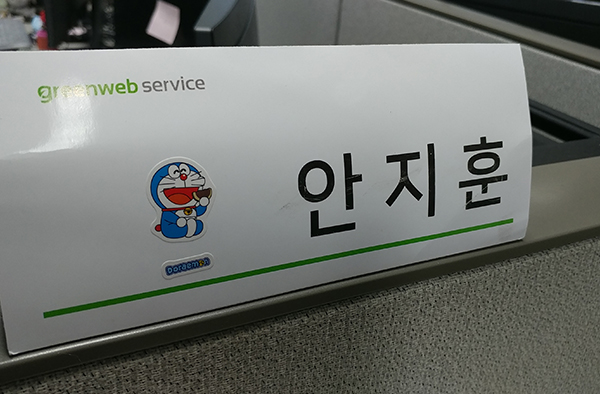 greenweb service
안지훈
Doraemon